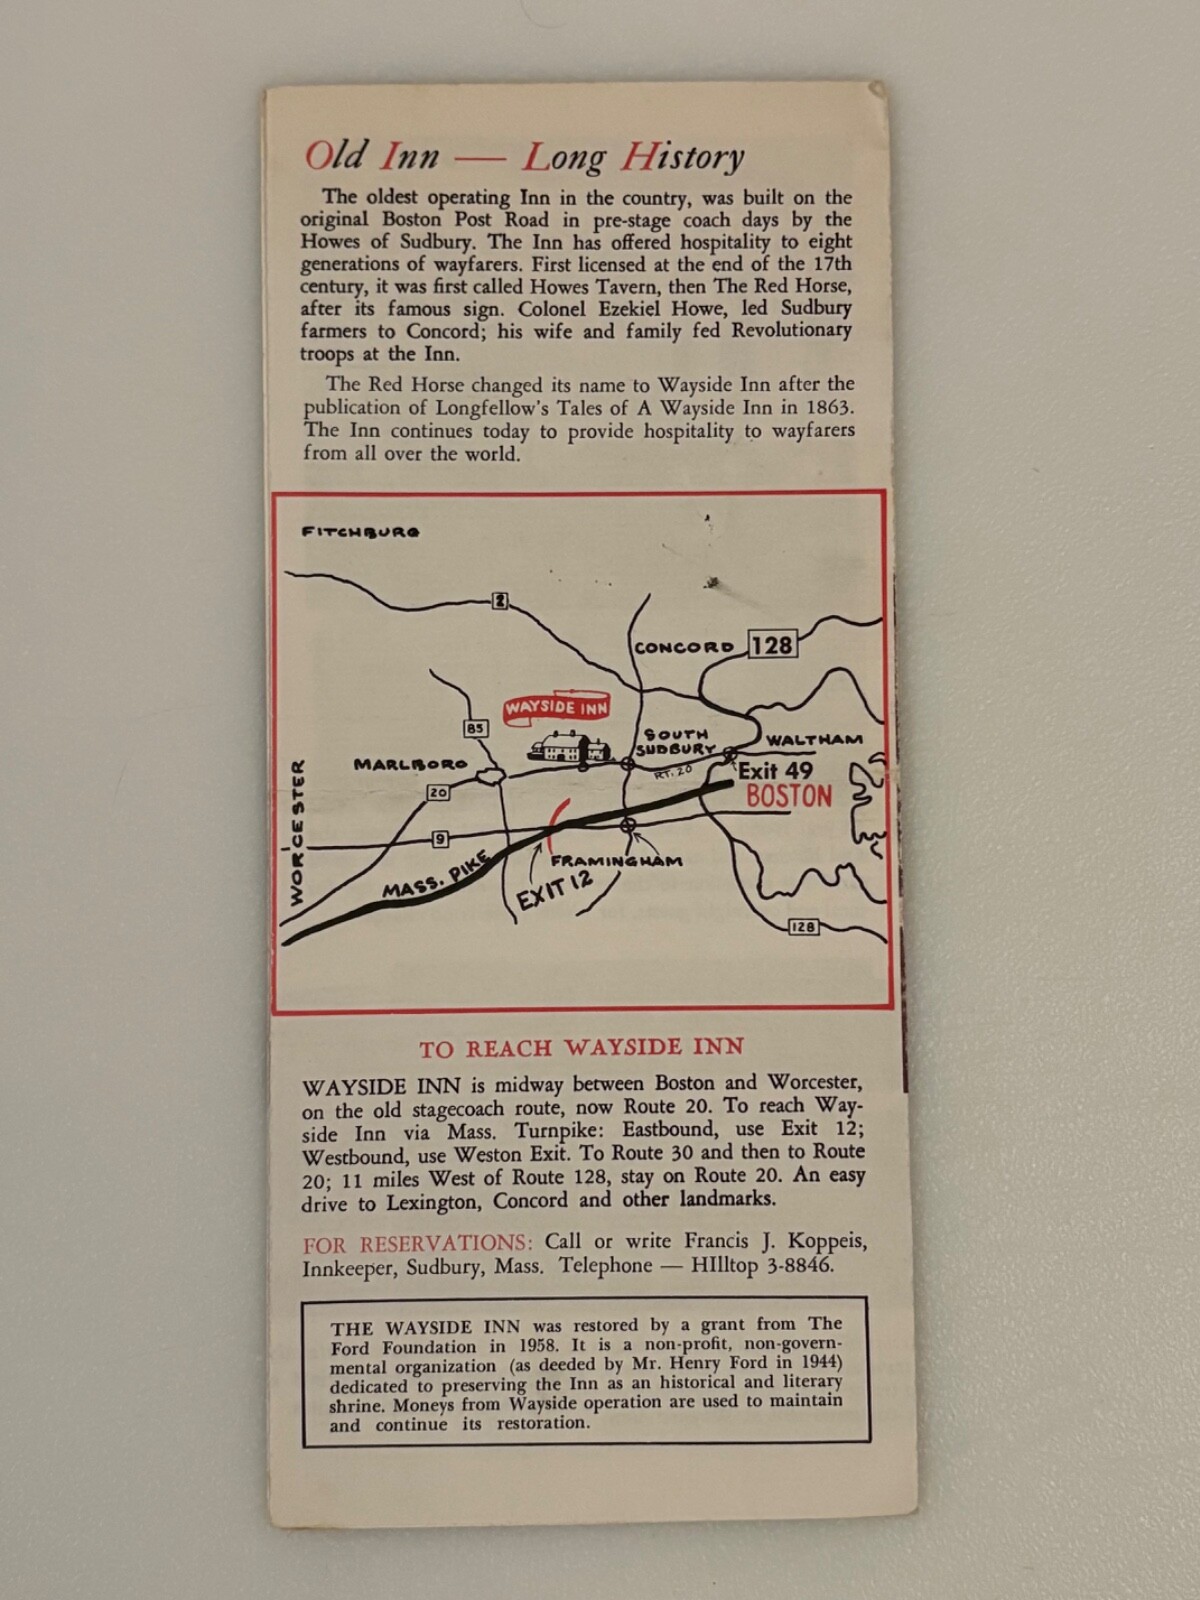 Old Inn — Long History
The oldest operating Inn in the country, was built on the
original Boston Post Road in pre-stage coach days by the
Howes of Sudbury. The Inn has offered hospitality to eight
generations of wayfarers. First licensed at the end of the 17th
century, it was first called Howes Tavern, then The Red Horse,
after its famous sign. Colonel Ezekiel Howe, led Sudbury
farmers to Concord; his wife and family fed Revolutionary
troops at the Inn.
The Red Horse changed its name to Wayside Inn after the
publication of Longfellow's Tales of A Wayside Inn in 1863.
The Inn continues today to provide hospitality to wayfarers
from all over the world.
FITCHBURG
2
CONCORD
128
WAYSIDE INN
85
SOUTH
SUDBURY
WALTHAM
MARLBORO
RT. 20
Exit 49
20
BOSTON
WORCESTER
9
FRAMINGHAM
MASS. PIKE
EXIT 12
128
TO REACH WAYSIDE INN
WAYSIDE INN is midway between Boston and Worcester,
on the old stagecoach route, now Route 20. To reach Way-
side Inn via Mass. Turnpike: Eastbound, use Exit 12;
Westbound, use Weston Exit. To Route 30 and then to Route
20; 11 miles West of Route 128, stay on Route 20. An easy
drive to Lexington, Concord and other landmarks.
FOR RESERVATIONS: Call or write Francis J. Koppeis,
Innkeeper, Sudbury, Mass. Telephone — HIlltop 3-8846.
THE WAYSIDE INN was restored by a grant from The
Ford Foundation in 1958. It is a non-profit, non-govern-
mental organization (as deeded by Mr. Henry Ford in 1944)
dedicated to preserving the Inn as an historical and literary
shrine. Moneys from Wayside operation are used to maintain
and continue its restoration.